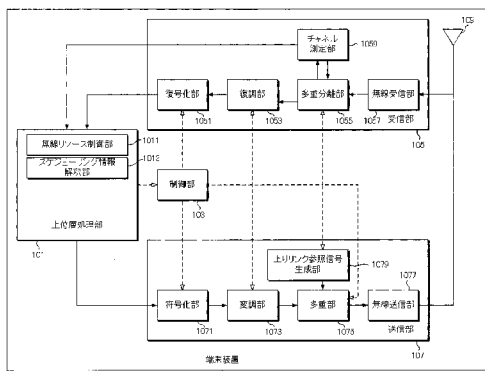 チャネル
測定部
1059
109
復号化部
1051
復調部
1053
多重分離部
1055
無線受信部
1057
受信部
105
無線リソース制御部
1011
スケジューリング情報
解釈部
1013
上位層処理部
101
制御部
103
上りリンク参照信号
生成部
1079
符号化部
1071
変調部
1073
多重部
1075
無線送信部
1077
送信部
107
端末装置